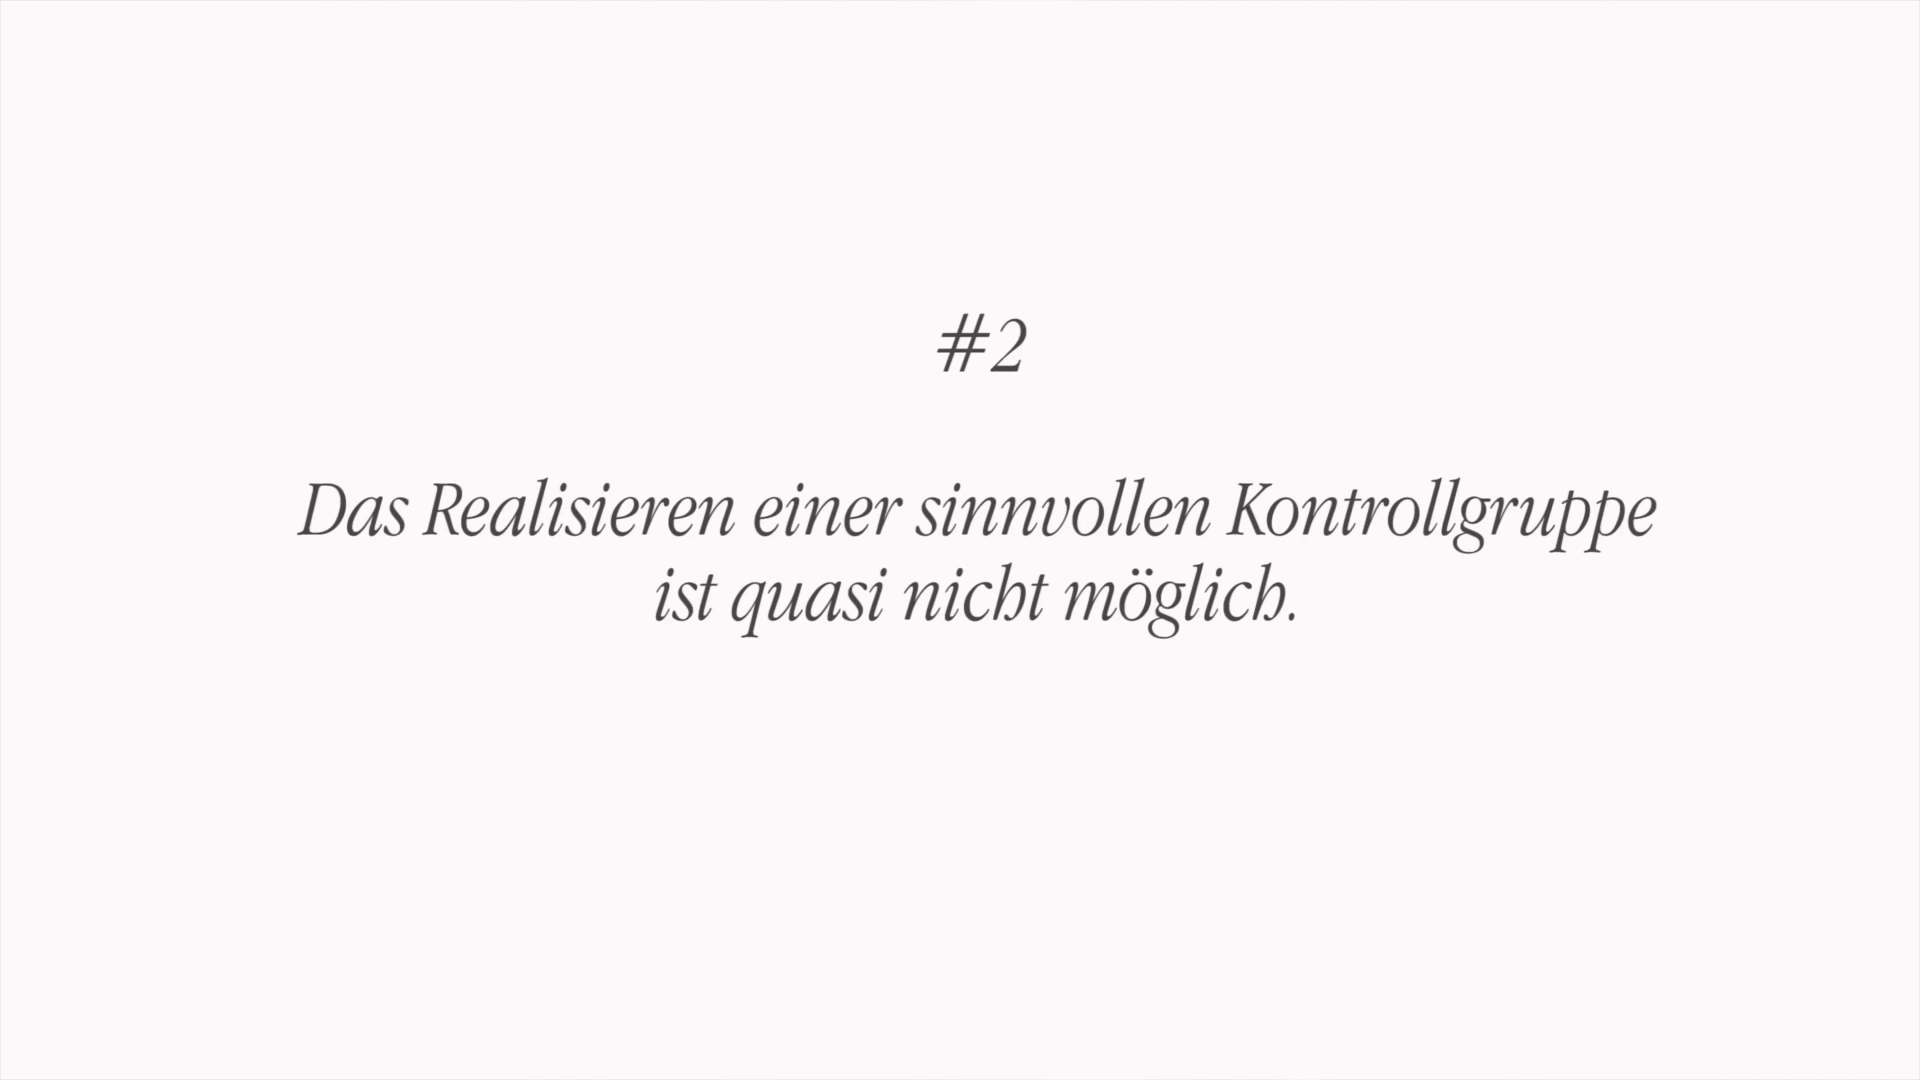 #2
Das Realisieren einer sinnvollen Kontrollgruppe
ist quasi nicht möglich.